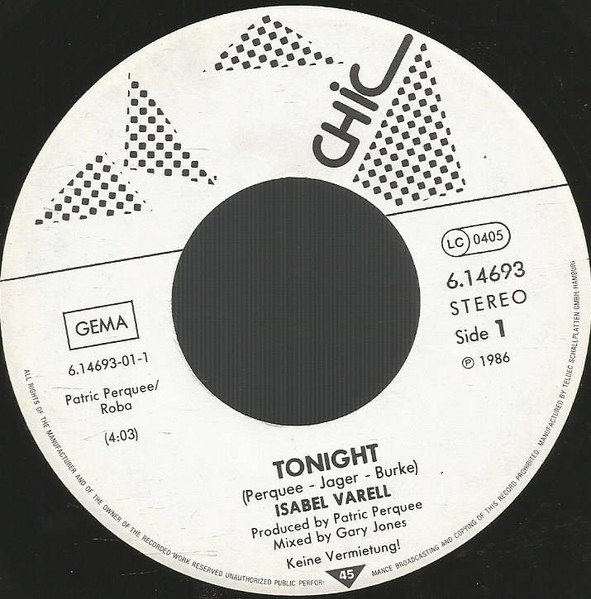 CHIC
LC 0405
6.14693
STEREO
Side 1
℗ 1986
GEMA
6.14693-01-1
Patric Perquee/
Roba
(4:03)
TONIGHT
(Perquee - Jager - Burke)
ISABEL VARELL
Produced by Patric Perquee
Mixed by Gary Jones
Keine Vermietung!
45
ALL RIGHTS OF THE MANUFACTURER AND OF THE OWNER OF THE RECORDED WORK RESERVED UNAUTHORIZED PUBLIC PERFOR-
MANCE BROADCASTING AND COPYING OF THIS RECORD PROHIBITED. MANUFACTURED BY TELDEC SCHALLPLATTEN GMBH, HAMBURG